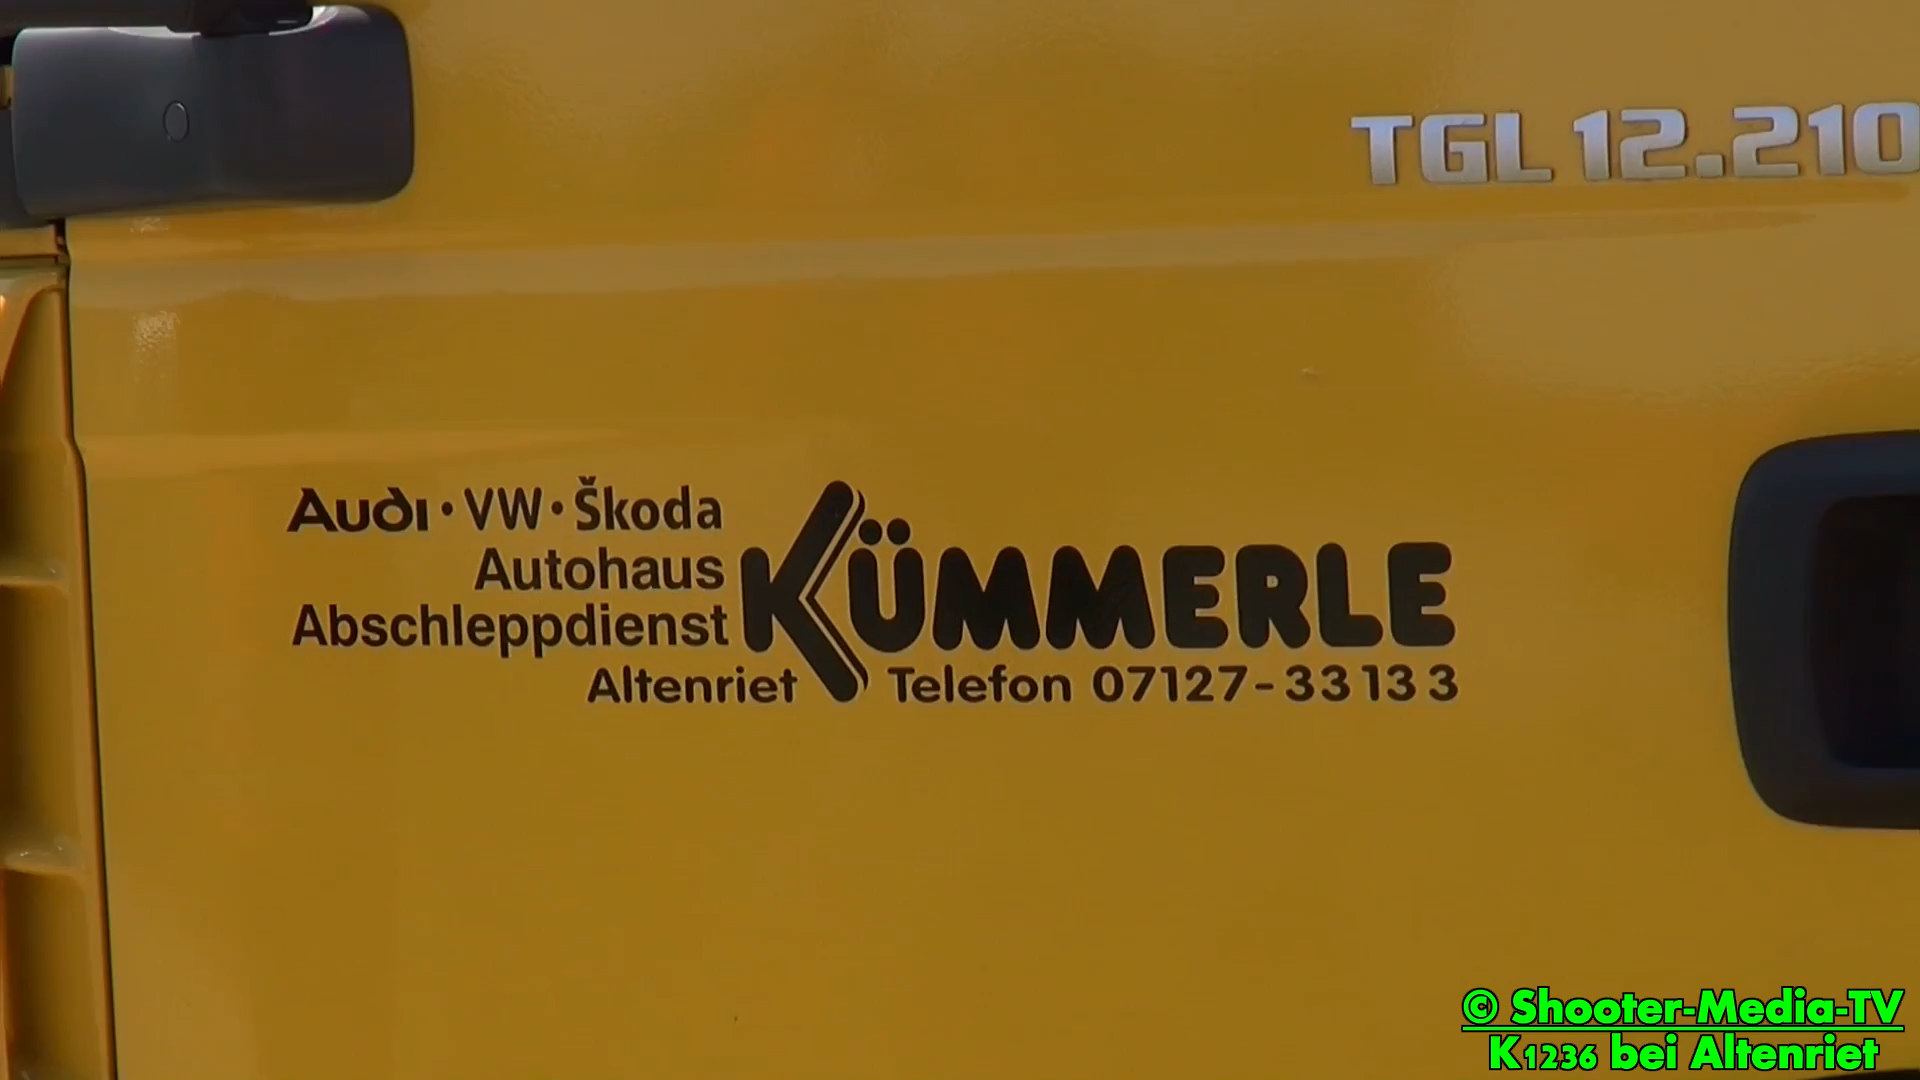 TGL 12.210
Audi · VW · Škoda
Autohaus
Abschleppdienst
KÜMMERLE
Altenriet Telefon 07127-33133
© Shooter-Media-TV
K1236 bei Altenriet